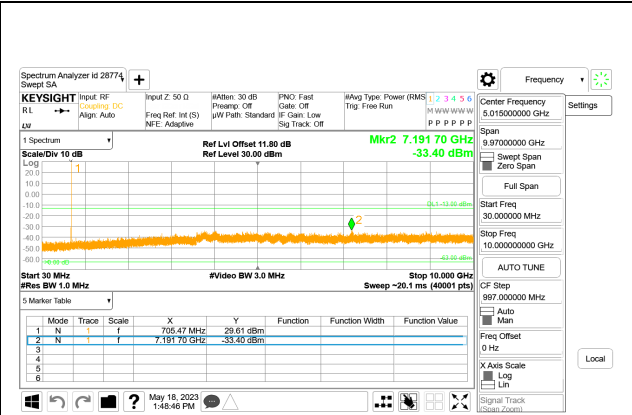 Spectrum Analyzer id 28774
Swept SA
Frequency
KEYSIGHT
RL
LXI
Input: RF
Coupling: DC
Align: Auto
Input Z: 50 Ω
Freq Ref: Int (S)
NFE: Adaptive
#Atten: 30 dB
Preamp: Off
µW Path: Standard
PNO: Fast
Gate: Off
IF Gain: Low
Sig Track: Off
#Avg Type: Power (RMS
Trig: Free Run
1 2 3 4 5 6
M W W W W W
P P P P P P
1 Spectrum
Scale/Div 10 dB
Log
Ref Lvl Offset 11.80 dB
Ref Level 30.00 dBm
Mkr2 7.191 70 GHz
-33.40 dBm
1
20.0
10.0
0.00
-10.0
-20.0
-30.0
-40.0
-50.0
-60.0
DL1 -13.00 dBm
2
Start 30 MHz
#Res BW 1.0 MHz
#Video BW 3.0 MHz
Stop 10.000 GHz
Sweep ~20.1 ms (40001 pts)
5 Marker Table
Mode Trace Scale X Y Function Function Width Function Value
1 N 1 f 705.47 MHz 29.61 dBm
2 N 1 f 7.191 70 GHz -33.40 dBm
3
4
5
6
May 18, 2023
1:48:46 PM
Center Frequency
5.015000000 GHz
Span
9.97000000 GHz
Swept Span
Zero Span
Full Span
Start Freq
30.000000 MHz
Stop Freq
10.000000000 GHz
AUTO TUNE
CF Step
997.000000 MHz
Auto
Man
Freq Offset
0 Hz
X Axis Scale
Log
Lin
Signal Track
(Span Zoom)
Settings
Local